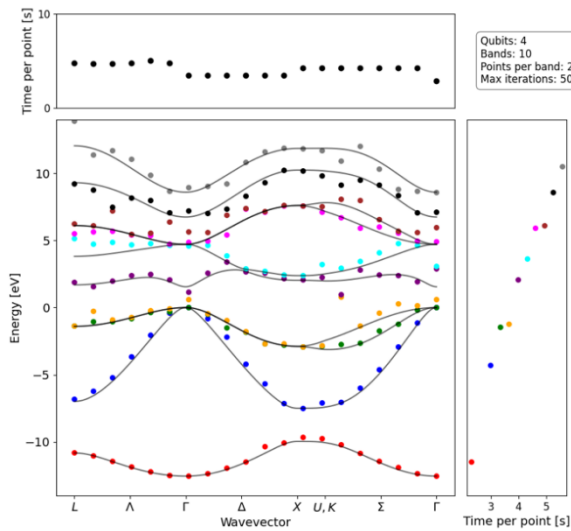 Time per point [s]
10
5
0
Qubits: 4
Bands: 10
Points per band: 2
Max iterations: 50
Energy [eV]
10
5
0
−5
−10
L Λ Γ Δ X U, K Σ Γ
Wavevector
3 4 5
Time per point [s]